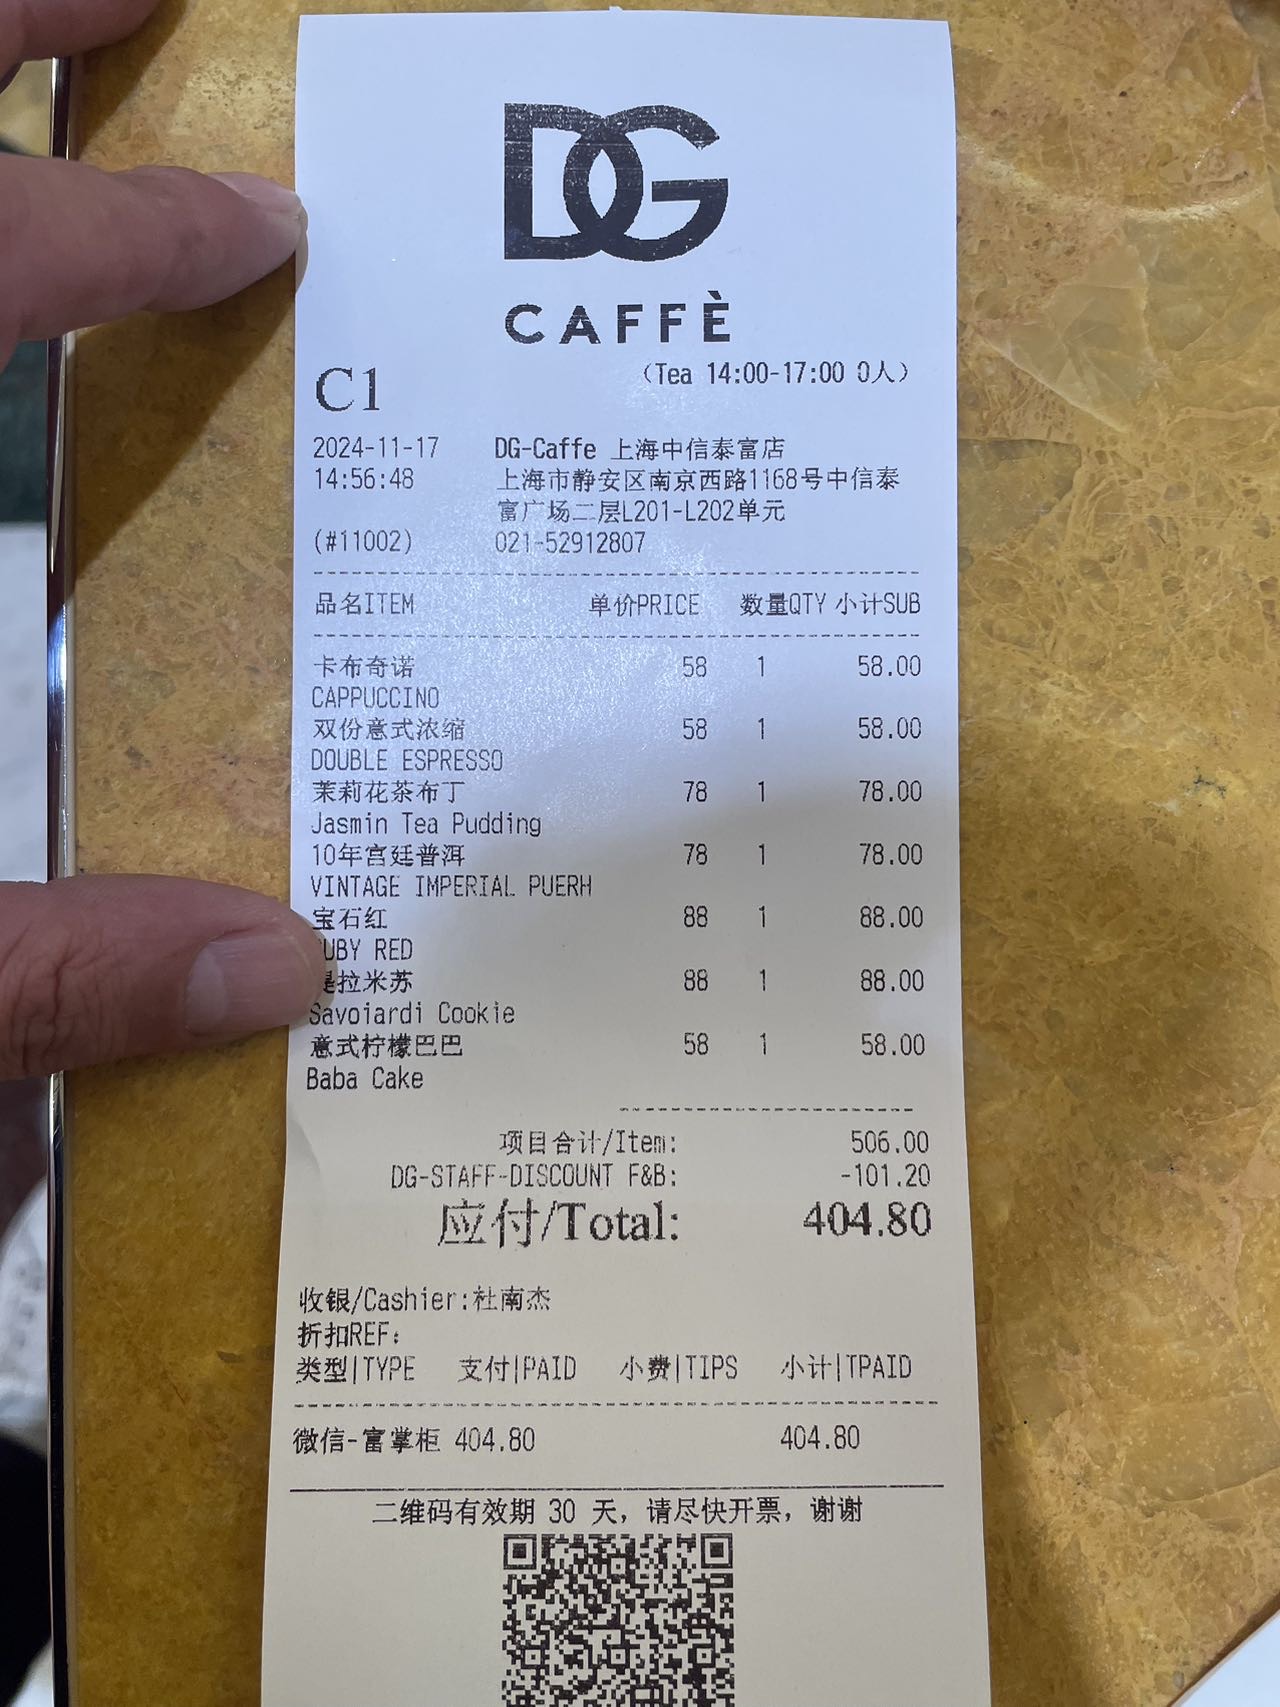 DG
CAFFÈ
C1 (Tea 14:00-17:00 0人)
2024-11-17 DG-Caffe 上海中信泰富店
14:56:48 上海市静安区南京西路1168号中信泰
富广场二层L201-L202单元
(#11002) 021-52912807
品名ITEM 单价PRICE 数量QTY 小计SUB
卡布奇诺 58 1 58.00
CAPPUCCINO
双份意式浓缩 58 1 58.00
DOUBLE ESPRESSO
茉莉花茶布丁 78 1 78.00
Jasmin Tea Pudding
10年宫廷普洱 78 1 78.00
VINTAGE IMPERIAL PUERH
宝石红 88 1 88.00
RED
拉米苏 88 1 88.00
Savoiardi Cookie
意式柠檬巴巴 58 1 58.00
Baba Cake
项目合计/Item: 506.00
DG-STAFF-DISCOUNT F&B: -101.20
应付/Total: 404.80
收银/Cashier:杜南杰
折扣REF:
类型|TYPE 支付|PAID 小费|TIPS 小计|TPAID
微信-富掌柜 404.80 404.80
二维码有效期 30 天，请尽快开票，谢谢